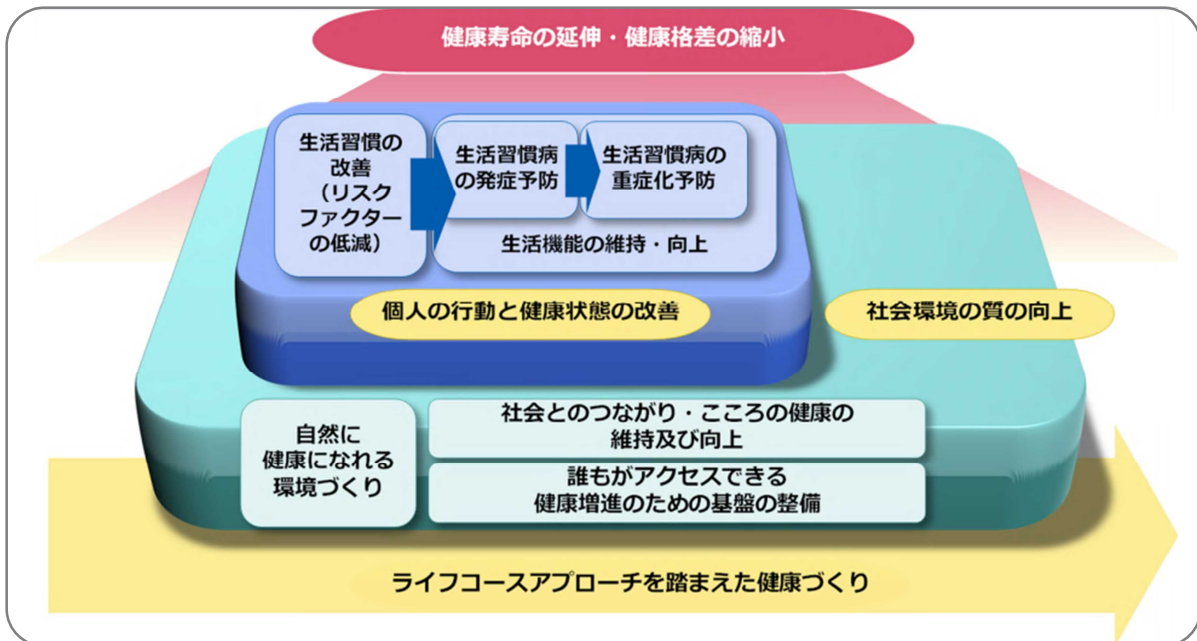 健康寿命の延伸・健康格差の縮小
生活習慣の
改善
（リスク
ファクター
の低減）
生活習慣病
の発症予防
生活習慣病の
重症化予防
生活機能の維持・向上
個人の行動と健康状態の改善
社会環境の質の向上
自然に
健康になれる
環境づくり
社会とのつながり・こころの健康の
維持及び向上
誰もがアクセスできる
健康増進のための基盤の整備
ライフコースアプローチを踏まえた健康づくり